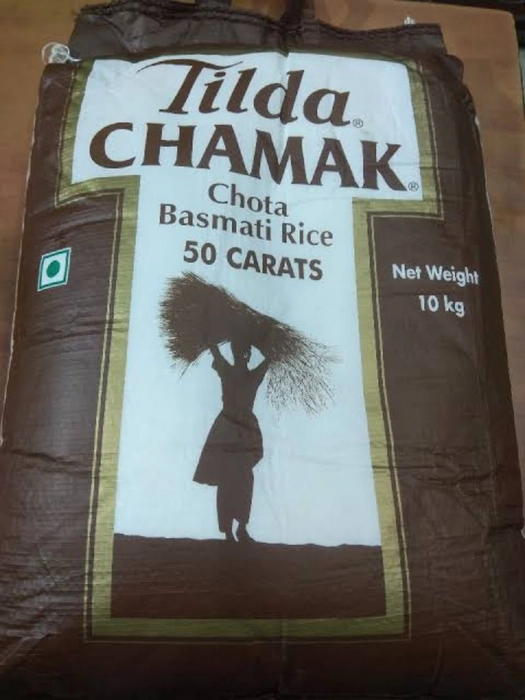 Tilda®
CHAMAK®
Chota
Basmati Rice
50 CARATS
Net Weight
10 kg